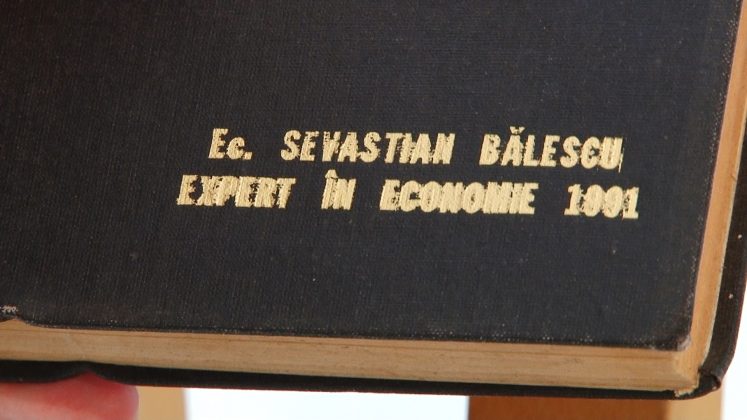 Ec. SEVASTIAN BĂLESCU
EXPERT ÎN ECONOMIE 1991